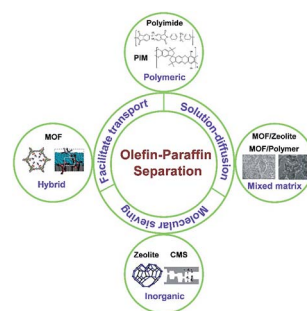 Polyimide
PIM
Polymeric
Facilitate transport
Solution-diffusion
MOF
Hybrid
Olefin-Paraffin
Separation
MOF/Zeolite
MOF/Polymer
Mixed matrix
Molecular sieving
Zeolite CMS
Inorganic